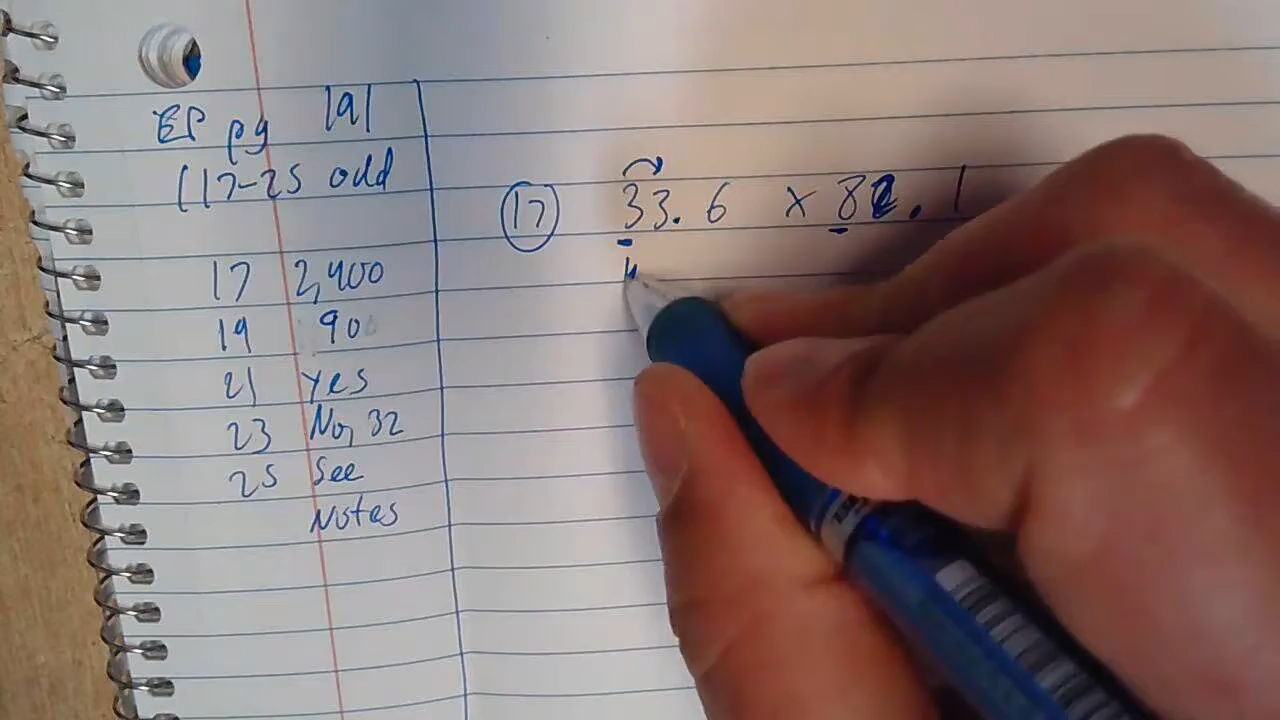 EP pg 191
(17-25 odd
17 2,400
19 90
21 yes
23 No, 32
25 See
Notes
17 33.6 x 82.1